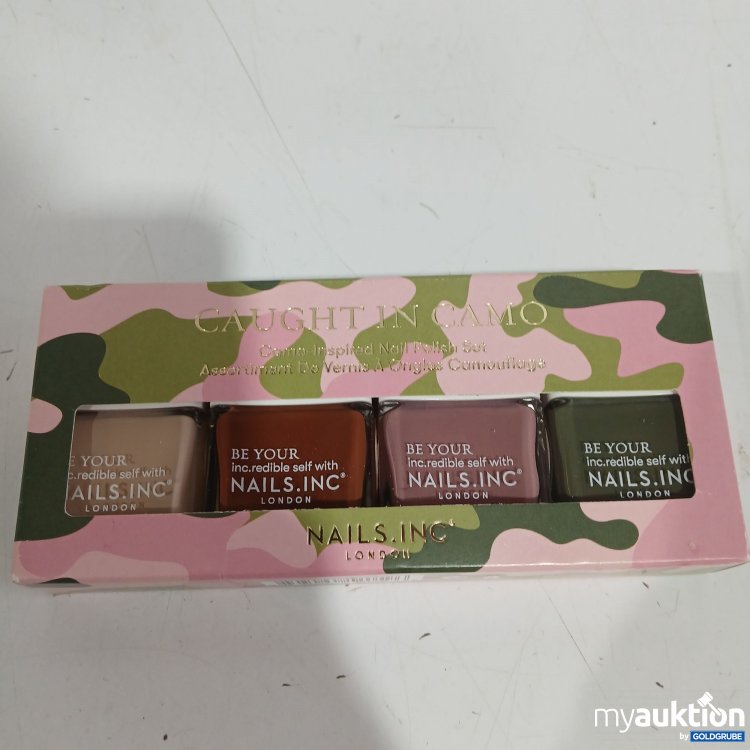 CAUGHT IN CAMO
Camo-Inspired Nail Polish Set
Assortiment De Vernis À Ongles Camouflage
BE YOUR
inc.redible self with
NAILS.INC®
LONDON
BE YOUR
inc.redible self with
NAILS.INC®
LONDON
BE YOUR
inc.redible self with
NAILS.INC®
LONDON
BE YOUR
inc.redible self with
NAILS.INC
LONDON
NAILS.INC®
LONDON
myauktion
by GOLDGRUBE